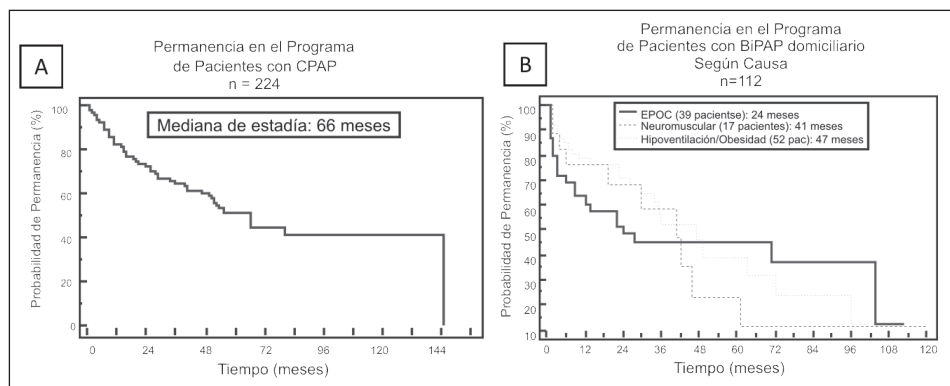 A
Permanencia en el Programa
de Pacientes con CPAP
n = 224
Probabilidad de Permanencia (%)
100
80
60
40
20
0
Mediana de estadía: 66 meses
0 24 48 72 96 120 144
Tiempo (meses)
B
Permanencia en el Programa
de Pacientes con BiPAP domiciliario
Según Causa
n=112
Probabilidad de Permanencia (%)
100
90
80
70
60
50
40
30
20
10
EPOC (39 pacientse): 24 meses
Neuromuscular (17 pacientes): 41 meses
Hipoventilación/Obesidad (52 pac): 47 meses
0 12 24 36 48 60 72 84 96 108 120
Tiempo (meses)